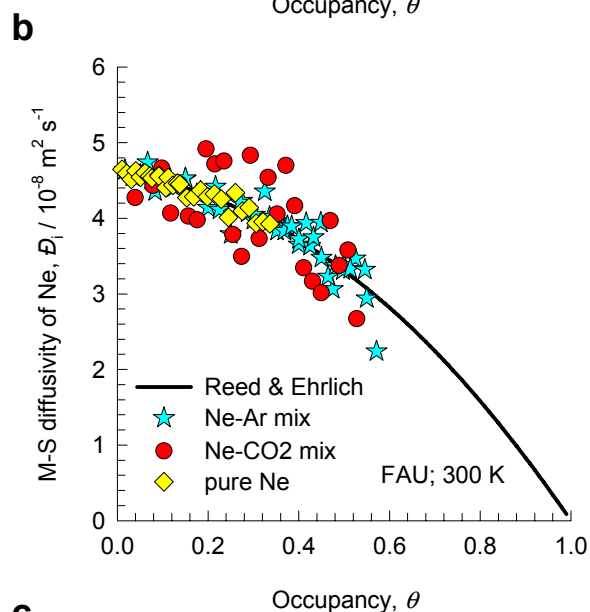 Occupancy, θ
b
6
5
4
3
2
1
0
M-S diffusivity of Ne, Đi / 10-8 m2 s-1
Reed & Ehrlich
Ne-Ar mix
Ne-CO2 mix
pure Ne
FAU; 300 K
0.0 0.2 0.4 0.6 0.8 1.0
Occupancy, θ